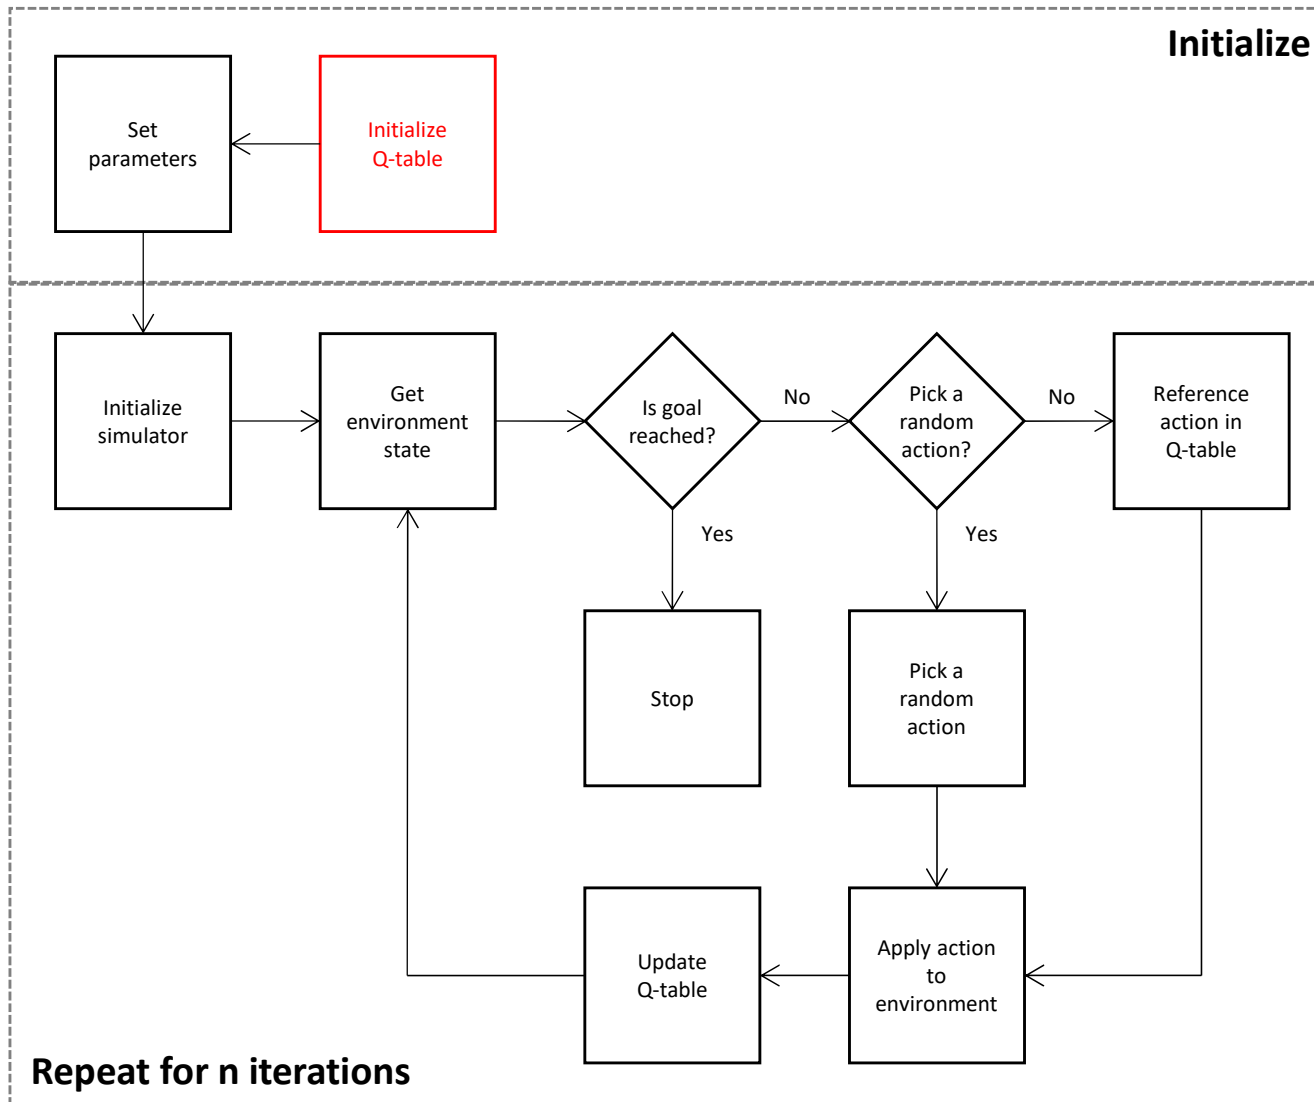 Initialize
Set
parameters
Initialize
Q-table
Initialize
simulator
Get
environment
state
Is goal
reached?
No
Pick a
random
action?
No
Reference
action in
Q-table
Yes
Yes
Stop
Pick a
random
action
Update
Q-table
Apply action
to
environment
Repeat for n iterations